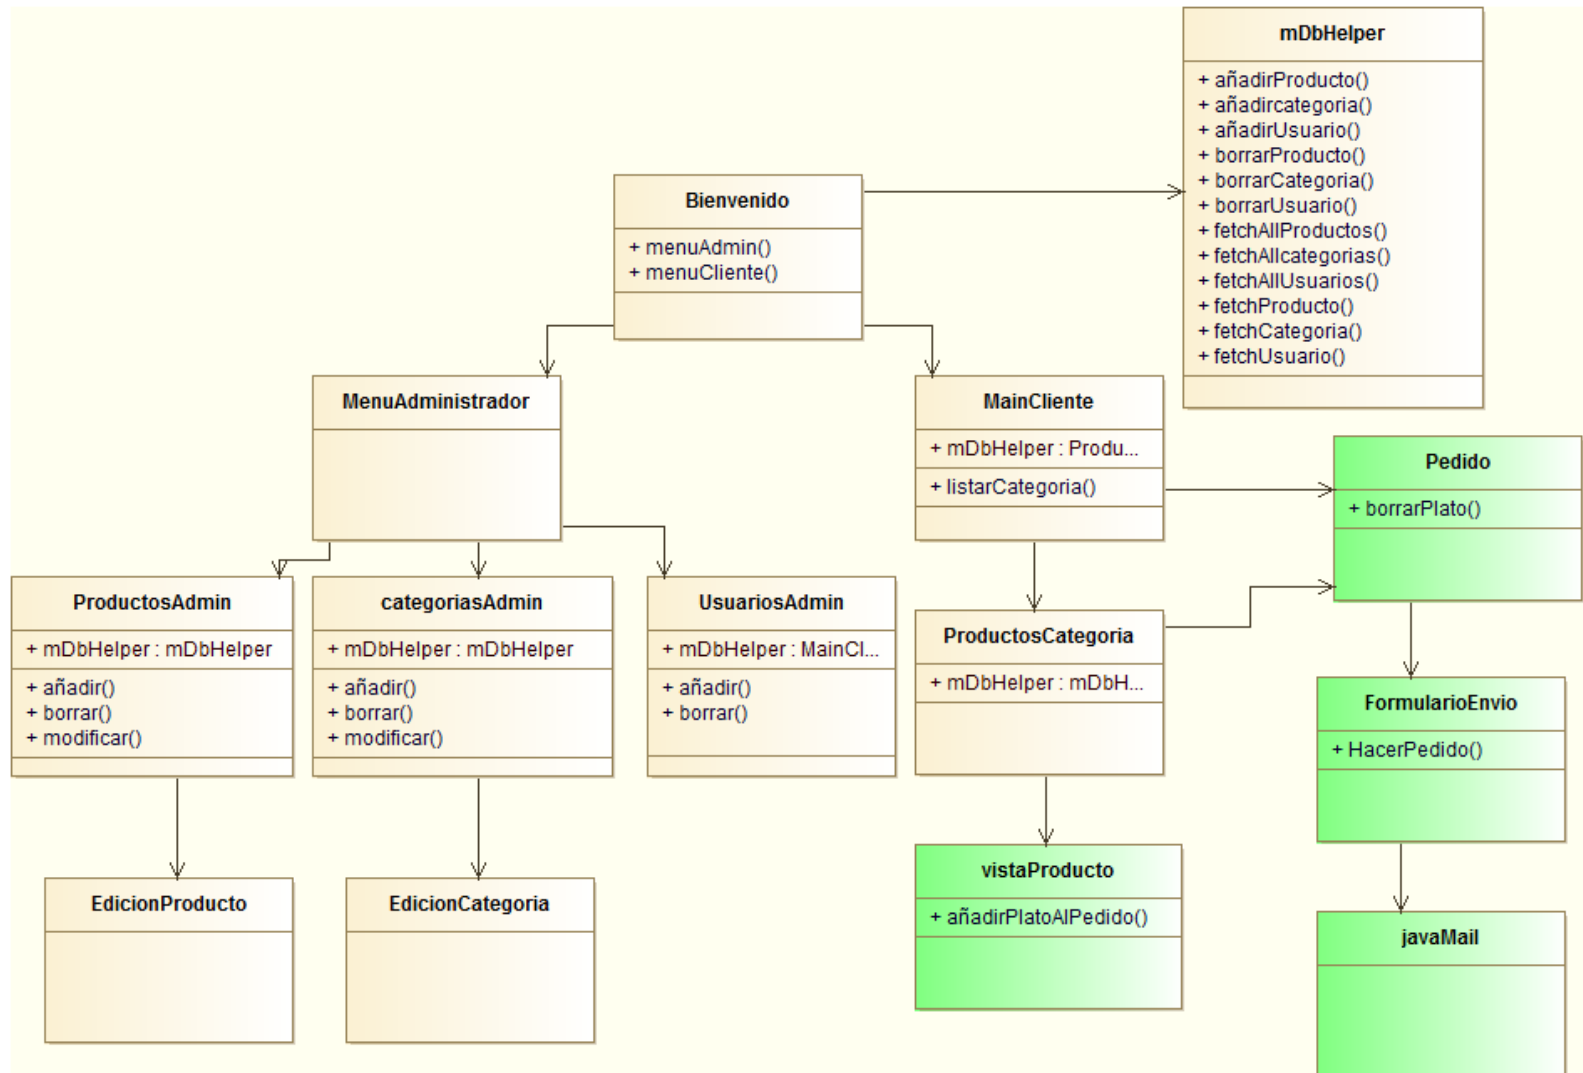 mDbHelper
+ añadirProducto()
+ añadircategoria()
+ añadirUsuario()
+ borrarProducto()
+ borrarCategoria()
+ borrarUsuario()
+ fetchAllProductos()
+ fetchAllcategorias()
+ fetchAllUsuarios()
+ fetchProducto()
+ fetchCategoria()
+ fetchUsuario()
Bienvenido
+ menuAdmin()
+ menuCliente()
MenuAdministrador
MainCliente
+ mDbHelper : Produ...
+ listarCategoria()
Pedido
+ borrarPlato()
ProductosAdmin
+ mDbHelper : mDbHelper
+ añadir()
+ borrar()
+ modificar()
categoriasAdmin
+ mDbHelper : mDbHelper
+ añadir()
+ borrar()
+ modificar()
UsuariosAdmin
+ mDbHelper : MainCl...
+ añadir()
+ borrar()
ProductosCategoria
+ mDbHelper : mDbH...
FormularioEnvio
+ HacerPedido()
EdicionProducto
EdicionCategoria
vistaProducto
+ añadirPlatoAlPedido()
javaMail